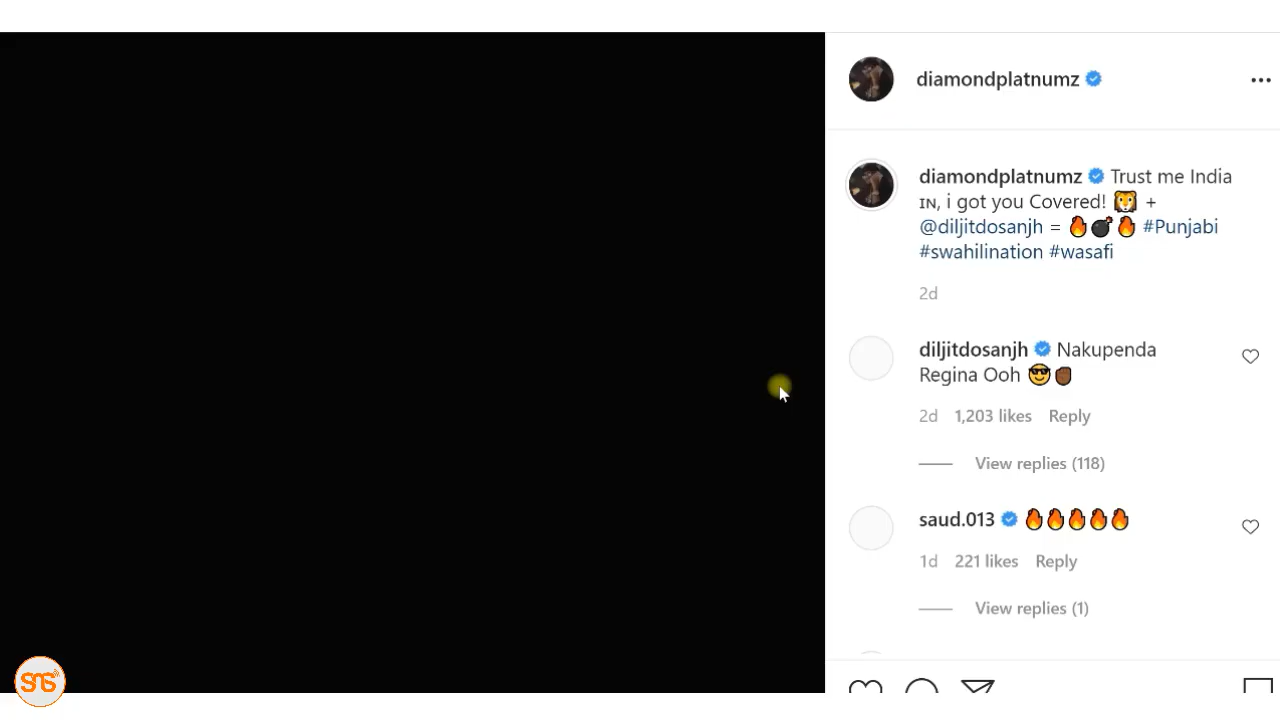 diamondplatnumz
diamondplatnumz Trust me India
IN, i got you Covered! 🐯 +
@diljitdosanjh = 🔥💣🔥 #Punjabi
#swahilination #wasafi
2d
diljitdosanjh Nakupenda
Regina Ooh 😎✊🏾
2d 1,203 likes Reply
View replies (118)
saud.013 🔥🔥🔥🔥🔥
1d 221 likes Reply
View replies (1)
SNS